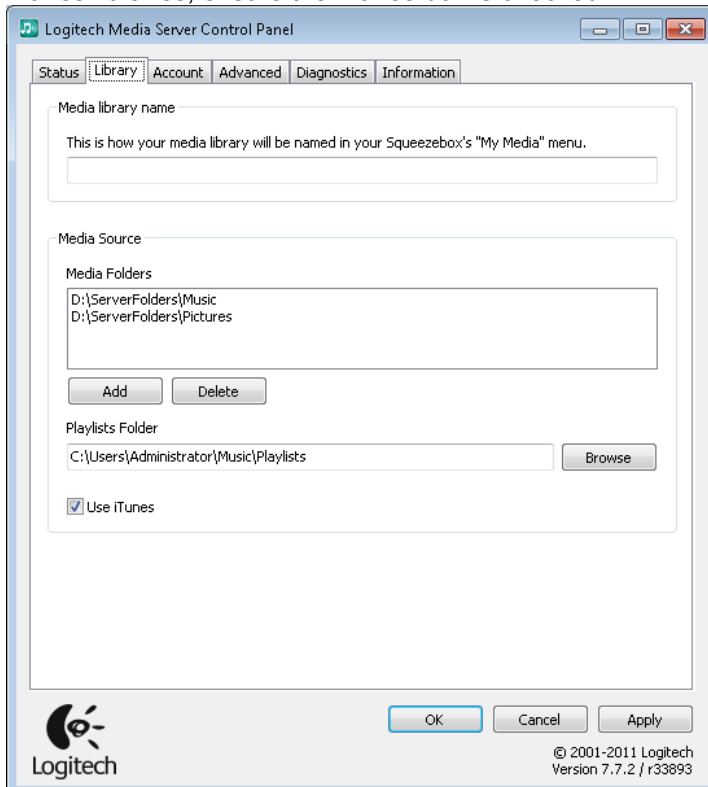 Logitech Media Server Control Panel
Status Library Account Advanced Diagnostics Information
Media library name
This is how your media library will be named in your Squeezebox's "My Media" menu.
Media Source
Media Folders
D:\ServerFolders\Music
D:\ServerFolders\Pictures
Add Delete
Playlists Folder
C:\Users\Administrator\Music\Playlists Browse
Use iTunes
OK Cancel Apply
Logitech
© 2001-2011 Logitech
Version 7.7.2 / r33893